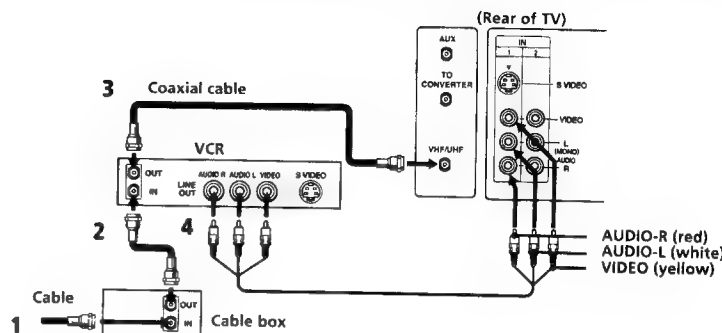 (Rear of TV)
AUX
IN
1 2
TO
CONVERTER
S VIDEO
3 Coaxial cable
VIDEO
VCR
VHF/UHF
L
(MONO)
AUDIO
R
OUT
IN
LINE
OUT
AUDIO R AUDIO L VIDEO S VIDEO
2
4
AUDIO-R (red)
AUDIO-L (white)
VIDEO (yellow)
1 Cable
OUT
IN
Cable box